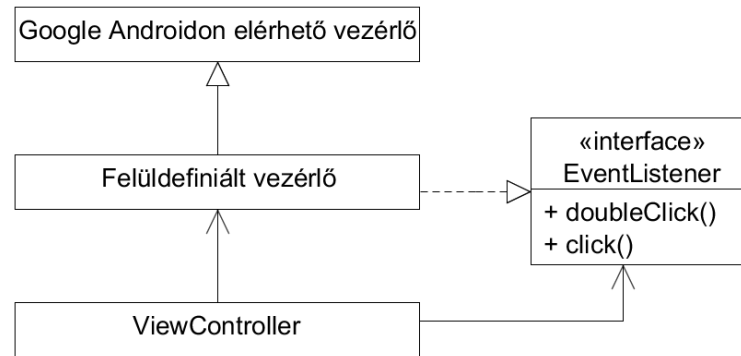 Google Androidon elérhető vezérlő
Felüldefiniált vezérlő
«interface»
EventListener
+ doubleClick()
+ click()
ViewController